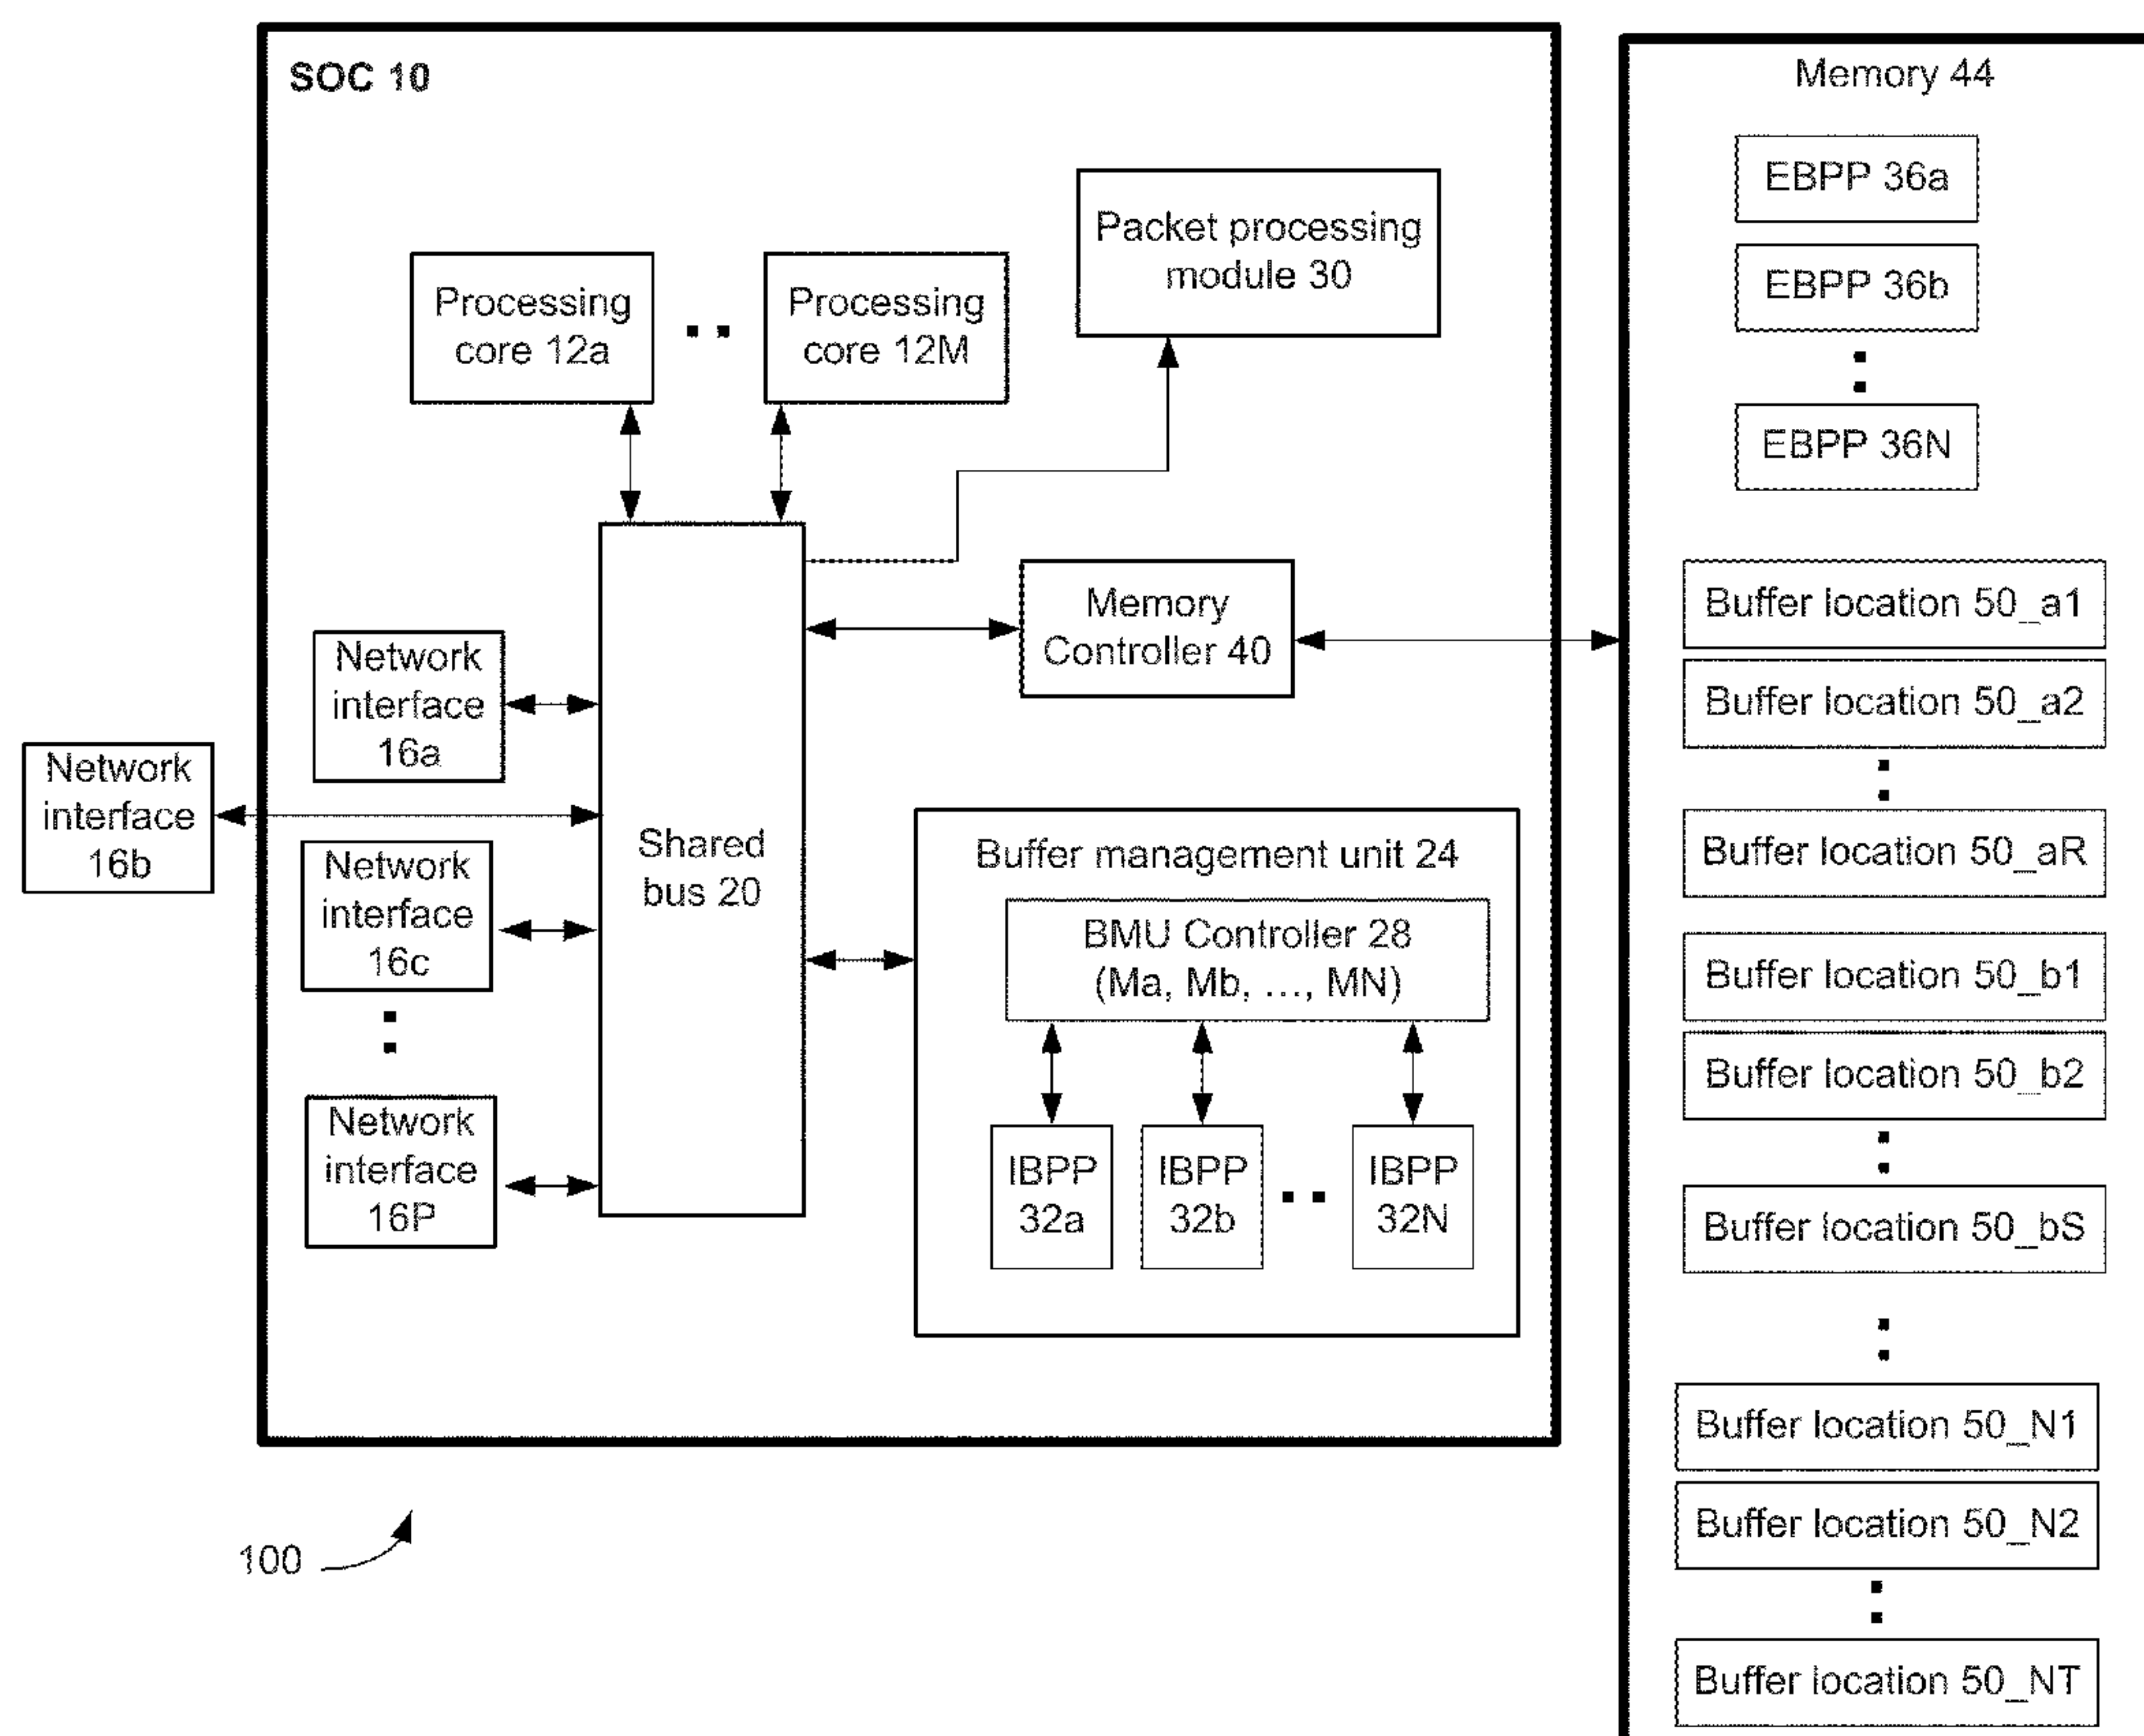 SOC 10
Processing
core 12a
Processing
core 12M
Packet processing
module 30
Memory
Controller 40
Network
interface
16a
Network
interface
16b
Network
interface
16c
Network
interface
16P
Shared
bus 20
Buffer management unit 24
BMU Controller 28
(Ma, Mb, ..., MN)
IBPP
32a
IBPP
32b
IBPP
32N
100
Memory 44
EBPP 36a
EBPP 36b
EBPP 36N
Buffer location 50_a1
Buffer location 50_a2
Buffer location 50_aR
Buffer location 50_b1
Buffer location 50_b2
Buffer location 50_bS
Buffer location 50_N1
Buffer location 50_N2
Buffer location 50_NT